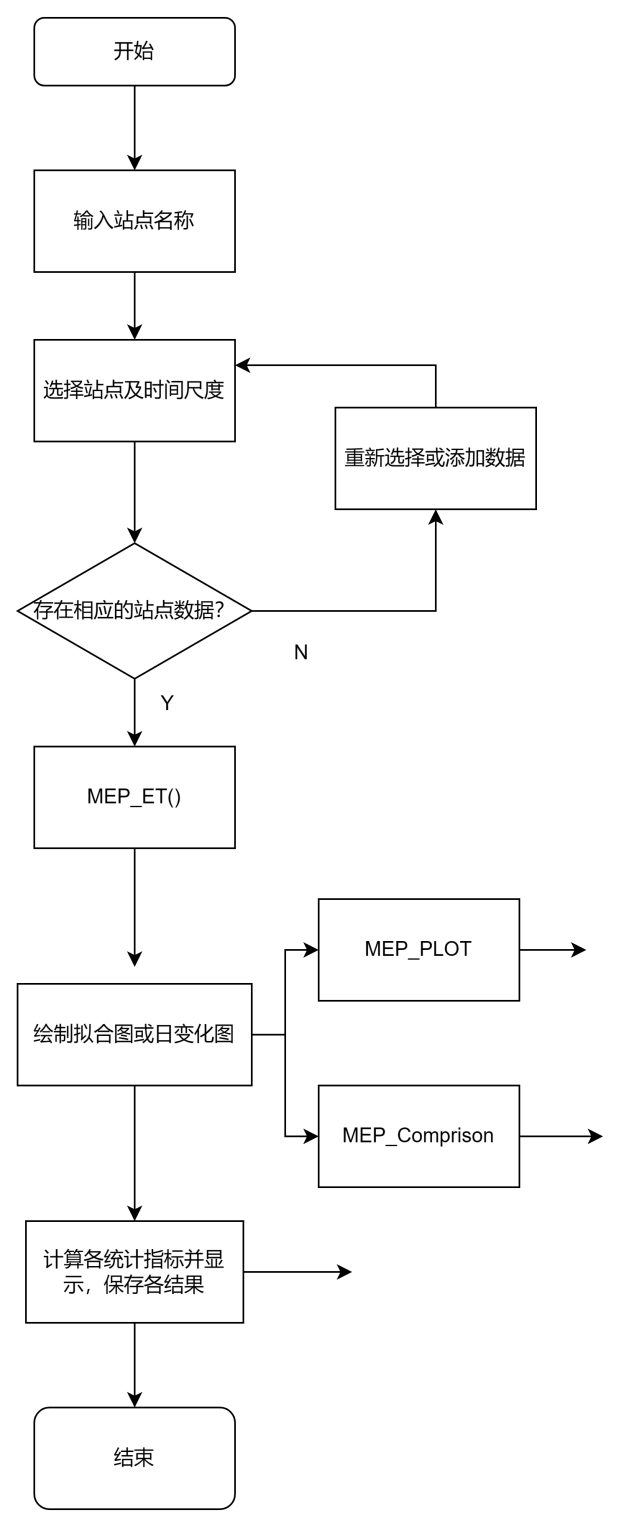 开始
输入站点名称
选择站点及时间尺度
重新选择或添加数据
存在相应的站点数据?
N
Y
MEP_ET()
MEP_PLOT
绘制拟合图或日变化图
MEP_Comprison
计算各统计指标并显
示，保存各结果
结束